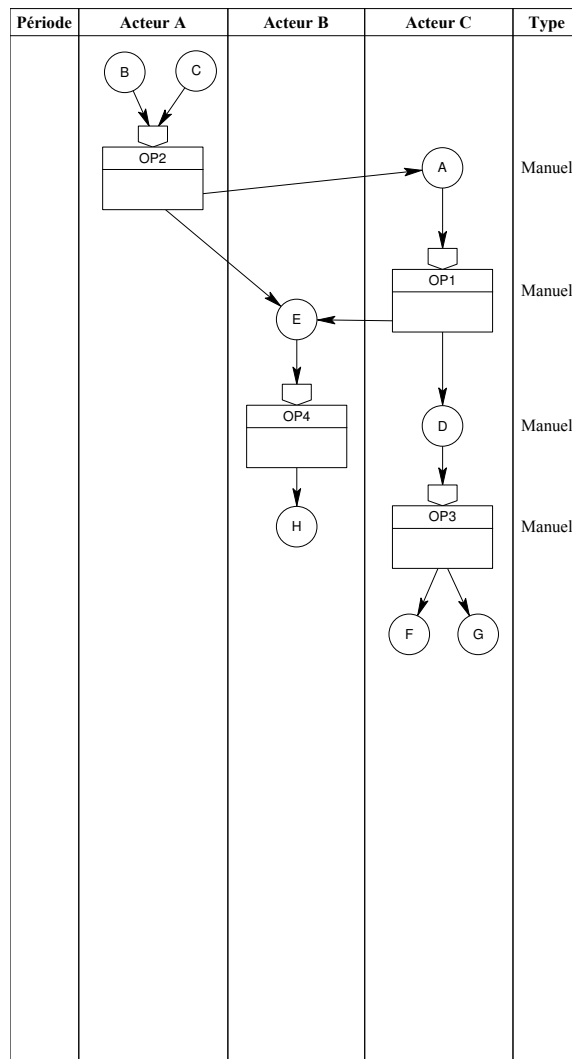 Période Acteur A Acteur B Acteur C Type
B C
OP2
A Manuel
OP1
Manuel
E
OP4
D Manuel
OP3
H Manuel
F G